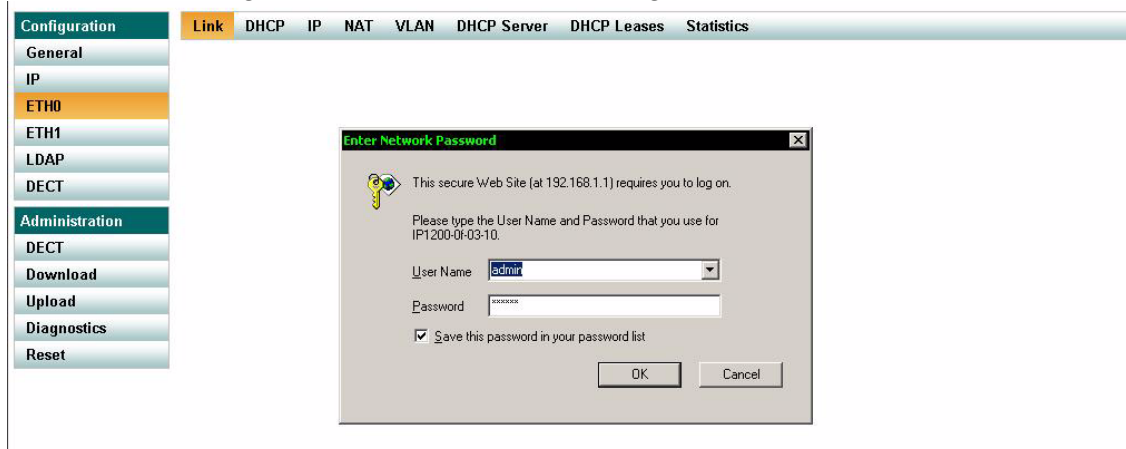 Configuration
General
IP
ETH0
ETH1
LDAP
DECT
Administration
DECT
Download
Upload
Diagnostics
Reset
Link DHCP IP NAT VLAN DHCP Server DHCP Leases Statistics
Enter Network Password
This secure Web Site (at 192.168.1.1) requires you to log on.
Please type the User Name and Password that you use for
IP1200-0f-03-10.
User Name admin
Password xxxxxx
Save this password in your password list
OK Cancel